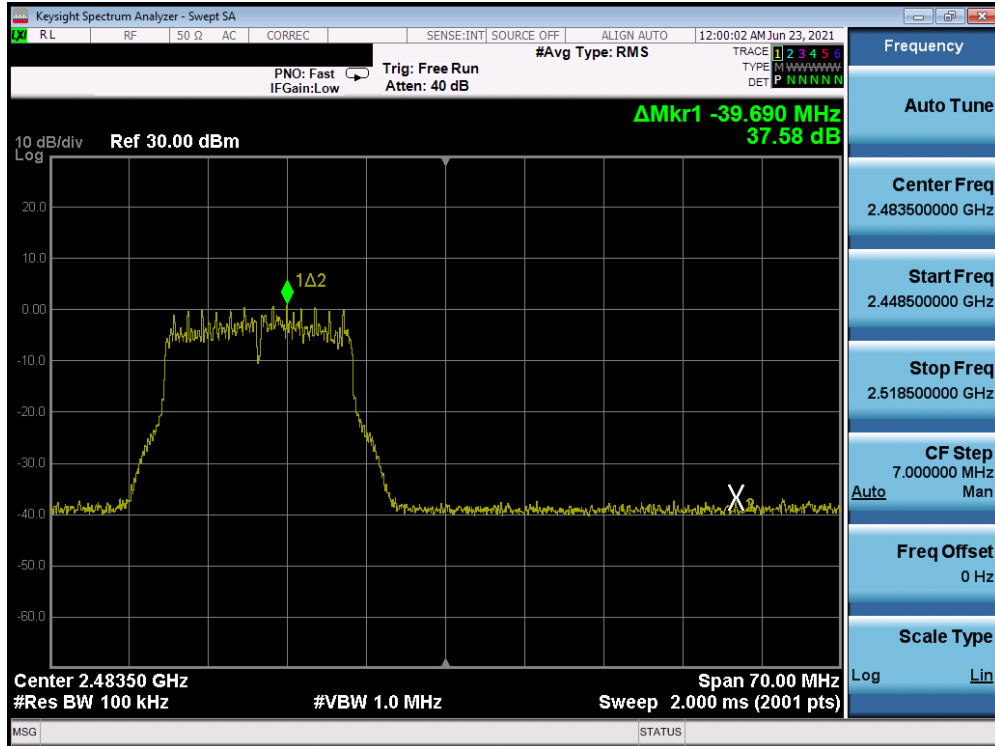 Keysight Spectrum Analyzer - Swept SA
LXI RL RF 50 Ω AC CORREC SENSE:INT SOURCE OFF ALIGN AUTO 12:00:02 AM Jun 23, 2021
#Avg Type: RMS
TRACE 1 2 3 4 5 6
PNO: Fast Trig: Free Run
TYPE M WWWWW
IFGain:Low Atten: 40 dB
DET P N N N N N
ΔMkr1 -39.690 MHz
37.58 dB
10 dB/div Ref 30.00 dBm
Log
20.0
10.0
0.00
-10.0
-20.0
-30.0
-40.0
-50.0
-60.0
1Δ2
X2
Center 2.48350 GHz
Span 70.00 MHz
#Res BW 100 kHz
#VBW 1.0 MHz
Sweep 2.000 ms (2001 pts)
MSG
STATUS
Frequency
Auto Tune
Center Freq
2.483500000 GHz
Start Freq
2.448500000 GHz
Stop Freq
2.518500000 GHz
CF Step
7.000000 MHz
Auto Man
Freq Offset
0 Hz
Scale Type
Log Lin